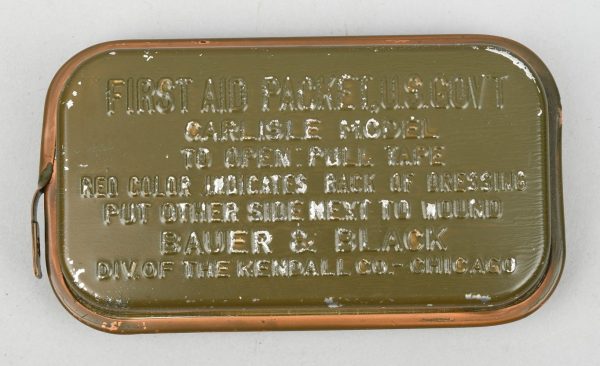 FIRST AID PACKET, U.S. GOVT
CARLISLE MODEL
TO OPEN: PULL TAPE
RED COLOR INDICATES BACK OF DRESSING
PUT OTHER SIDE NEXT TO WOUND
BAUER & BLACK
DIV. OF THE KENDALL CO. - CHICAGO